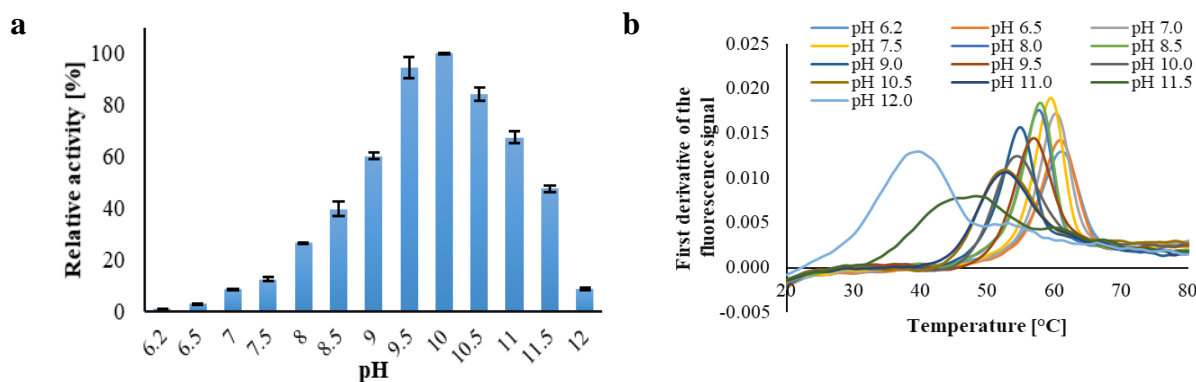 a
Relative activity [%]
100
80
60
40
20
0
6.2
6.5
7
7.5
8
8.5
9
9.5
10
10.5
11
11.5
12
pH
b
pH 6.2 pH 6.5 pH 7.0
pH 7.5 pH 8.0 pH 8.5
pH 9.0 pH 9.5 pH 10.0
pH 10.5 pH 11.0 pH 11.5
pH 12.0
First derivative of the
fluorescence signal
0.025
0.020
0.015
0.010
0.005
0.000
-0.005
20 30 40 50 60 70 80
Temperature [°C]